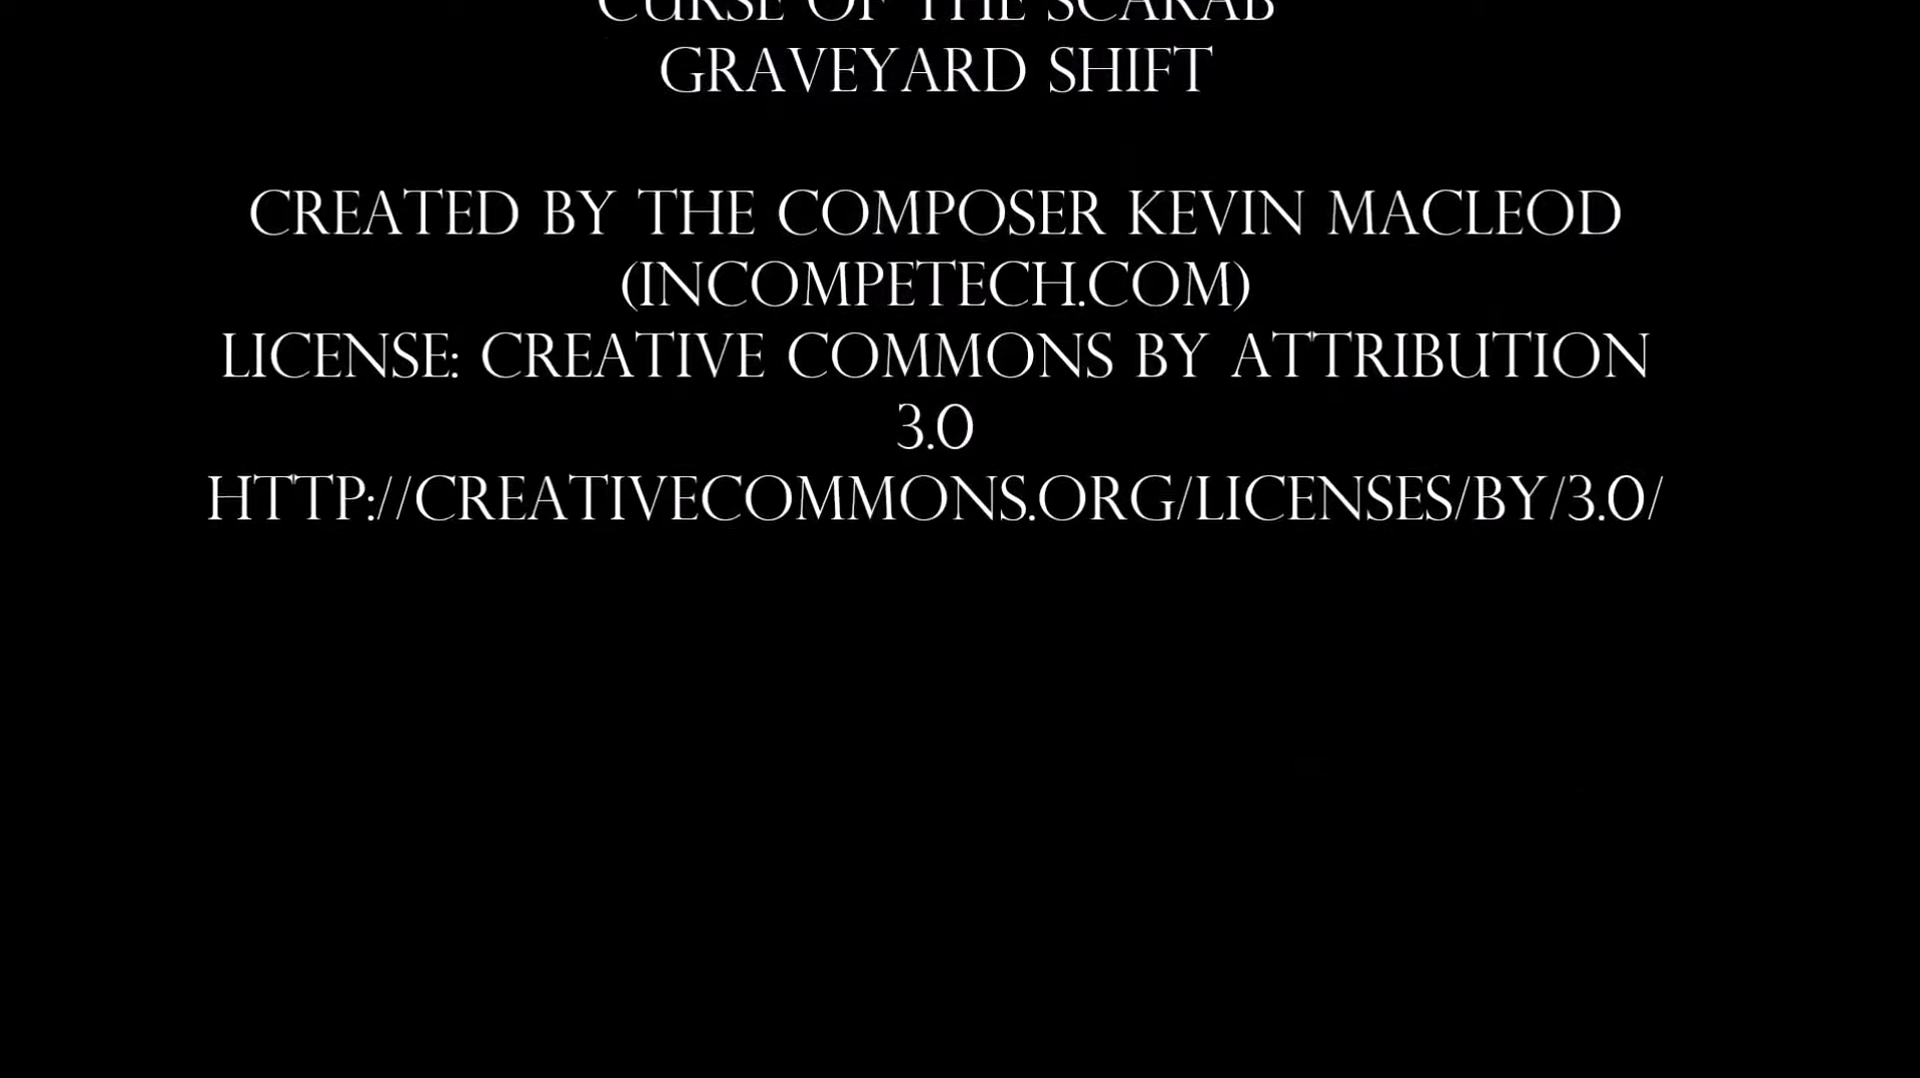 CURSE OF THE SCARAB
GRAVEYARD SHIFT
CREATED BY THE COMPOSER KEVIN MACLEOD
(INCOMPETECH.COM)
LICENSE: CREATIVE COMMONS BY ATTRIBUTION
3.0
HTTP://CREATIVECOMMONS.ORG/LICENSES/BY/3.0/